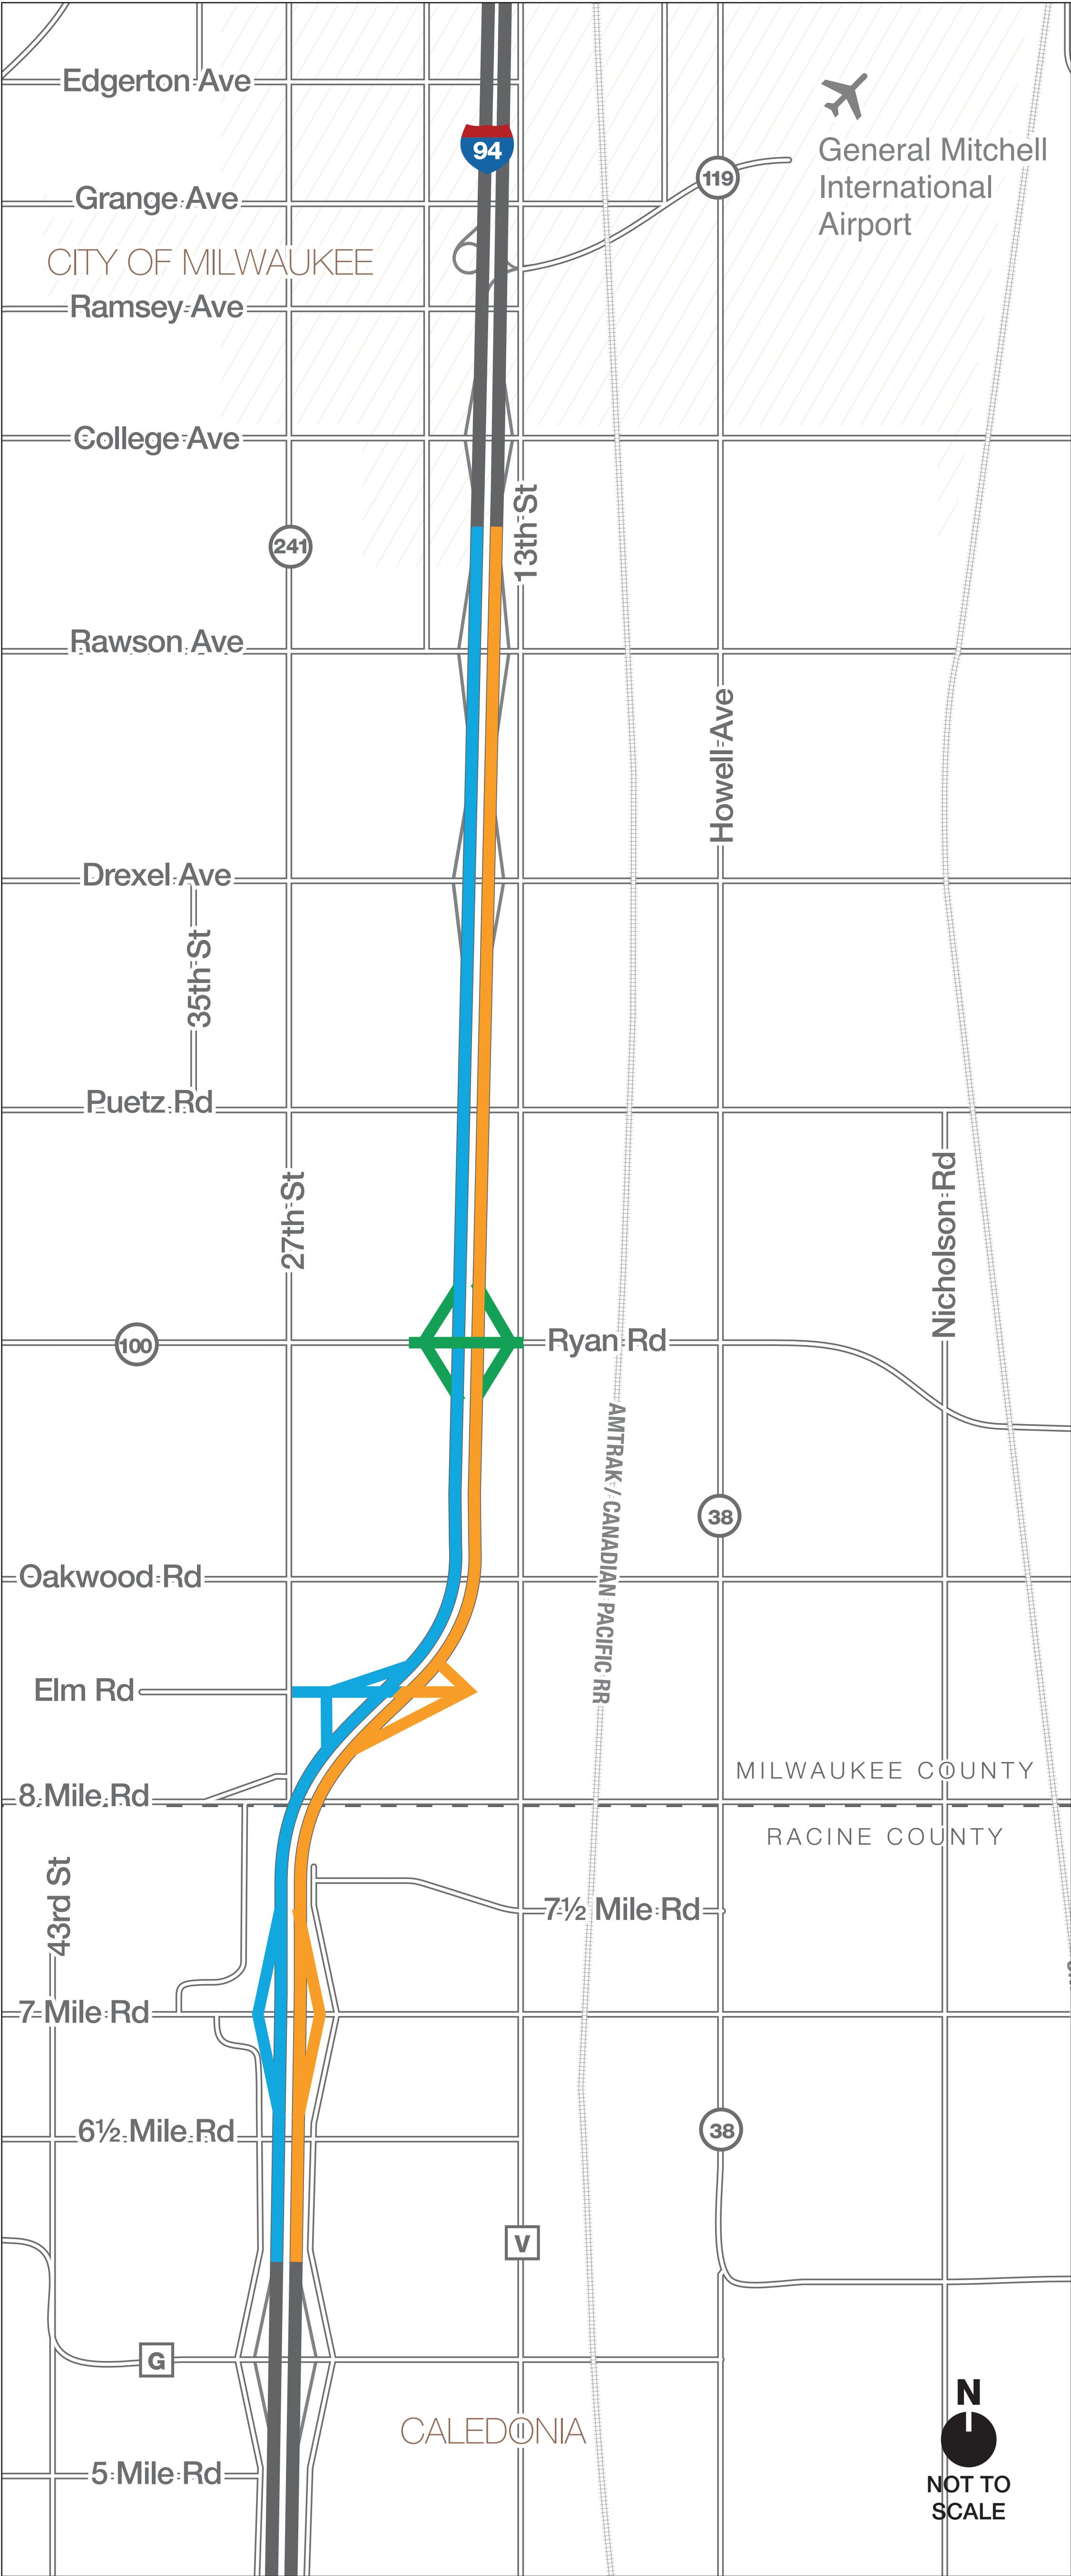 Edgerton Ave
94
General Mitchell
International
Airport
119
Grange Ave
CITY OF MILWAUKEE
Ramsey Ave
College Ave
13th St
241
Rawson Ave
Howell Ave
Drexel Ave
35th St
Puetz Rd
27th St
Nicholson Rd
100
Ryan Rd
AMTRAK / CANADIAN PACIFIC RR
38
Oakwood Rd
Elm Rd
MILWAUKEE COUNTY
8 Mile Rd
RACINE COUNTY
43rd St
7½ Mile Rd
7 Mile Rd
6½ Mile Rd
38
V
G
N
CALEDONIA
5 Mile Rd
NOT TO
SCALE